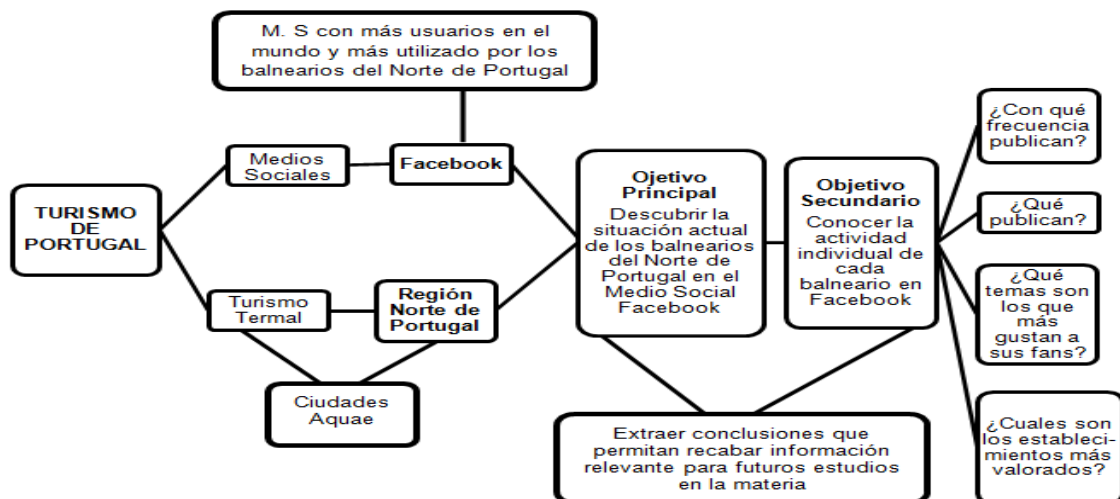 M. S con más usuarios en el
mundo y más utilizado por los
balnearios del Norte de Portugal
TURISMO
DE
PORTUGAL
Medios
Sociales
Facebook
Turismo
Termal
Región
Norte de
Portugal
Ciudades
Aquae
Ojetivo
Principal
Descubrir la
situación actual
de los balnearios
del Norte de
Portugal en el
Medio Social
Facebook
Objetivo
Secundario
Conocer la
actividad
individual de
cada
balneario en
Facebook
Extraer conclusiones que
permitan recabar información
relevante para futuros estudios
en la materia
¿Con qué
frecuencia
publican?
¿Qué
publican?
¿Qué
temas son
los que
más
gustan a
sus fans?
¿Cuales son
los estableci-
mientos más
valorados?